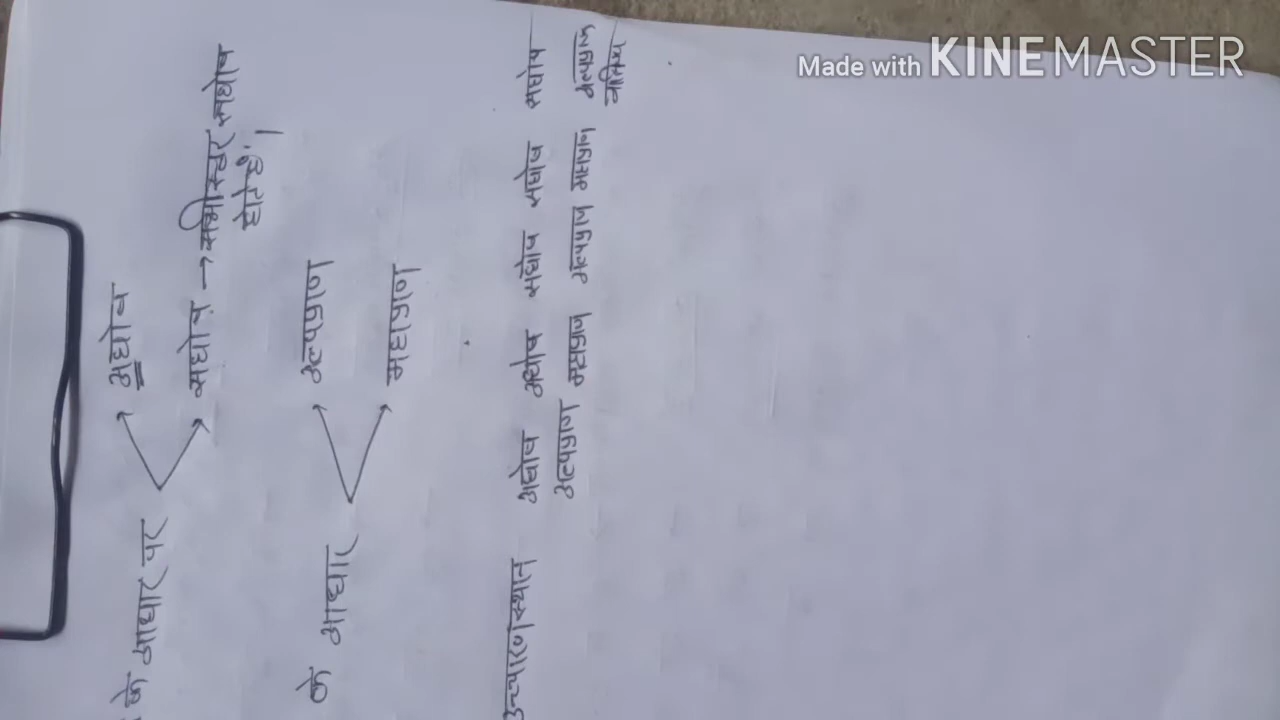 Made with KINEMASTER
के आधार पर
अघोष
सघोष → सभी स्वर सघोष
होते हैं।
के आधार
अल्पप्राण
महाप्राण
उच्चारण स्थान अघोष अघोष सघोष सघोष सघोष
अल्पप्राण महाप्राण अल्पप्राण महाप्राण अल्पप्राण